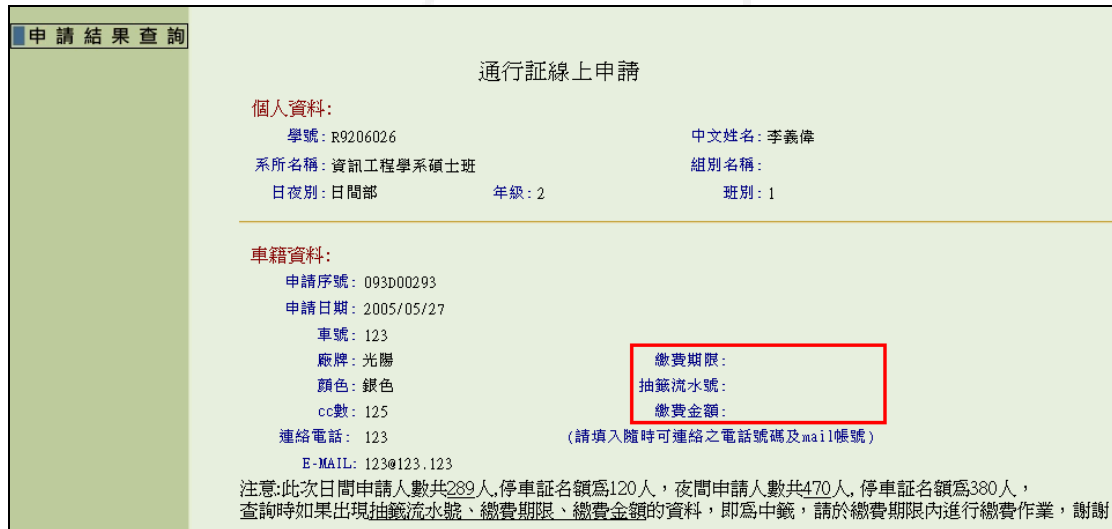 申請結果查詢
通行証線上申請
個人資料:
學號: R9206026 中文姓名: 李義偉
系所名稱: 資訊工程學系碩士班 組別名稱:
日夜別: 日間部 年級: 2 班別: 1
車籍資料:
申請序號: 093D00293
申請日期: 2005/05/27
車號: 123
廠牌: 光陽 繳費期限:
顏色: 銀色 抽籤流水號:
cc數: 125 繳費金額:
連絡電話: 123 (請填入隨時可連絡之電話號碼及mail帳號)
E-MAIL: 123@123.123
注意:此次日間申請人數共289人,停車証名額為120人，夜間申請人數共470人, 停車証名額為380人，
查詢時如果出現抽籤流水號、繳費期限、繳費金額的資料，即為中籤，請於繳費期限內進行繳費作業，謝謝